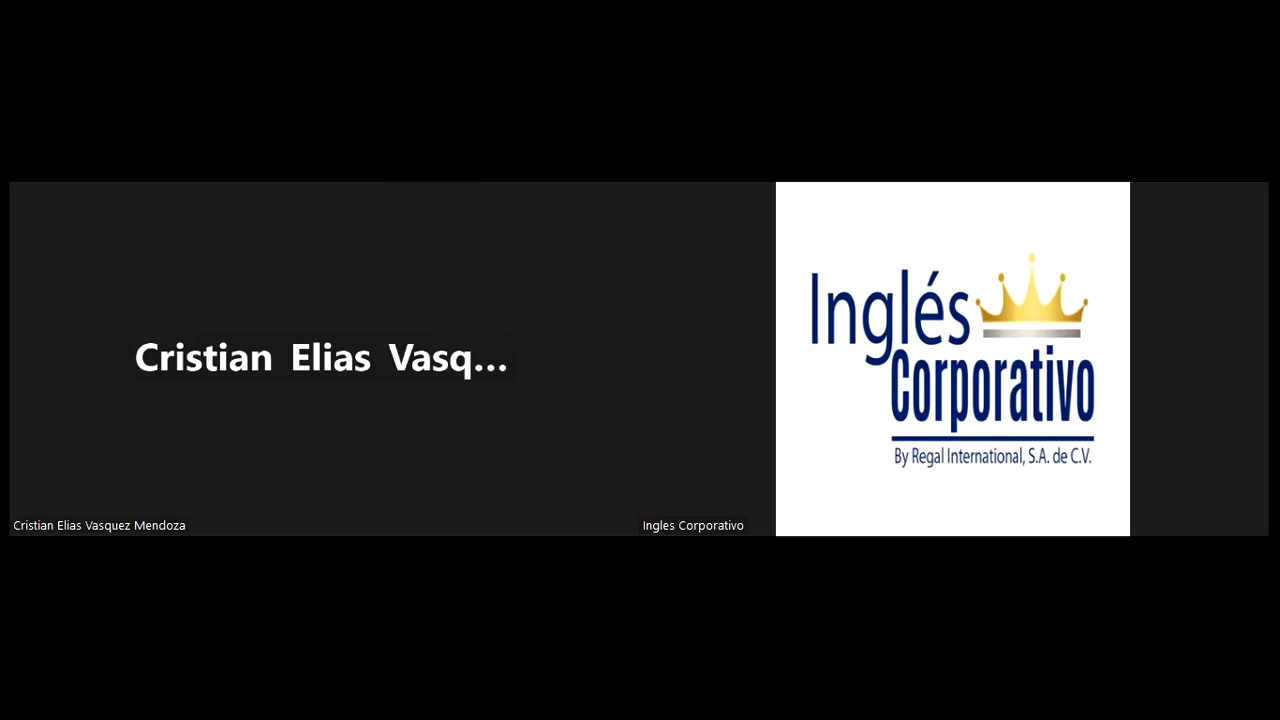 Cristian Elias Vasq...
Cristian Elias Vasquez Mendoza
Inglés
Corporativo
By Regal International, S.A. de C.V.
Ingles Corporativo